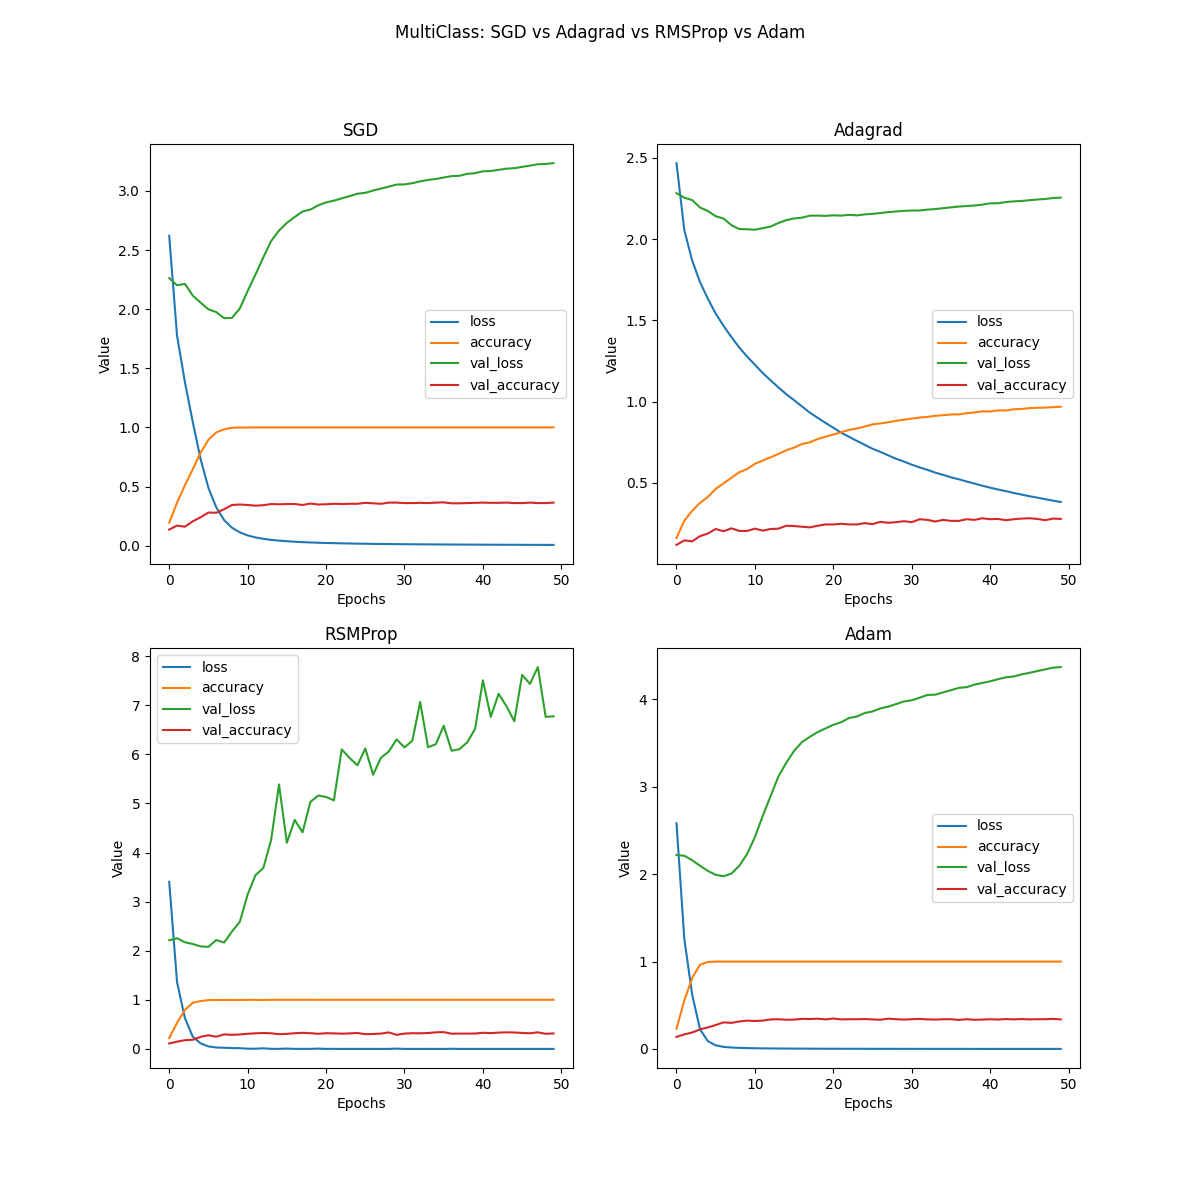 MultiClass: SGD vs Adagrad vs RMSProp vs Adam
SGD
3.0
2.5
2.0
1.5
1.0
0.5
0.0
Value
loss
accuracy
val_loss
val_accuracy
0 10 20 30 40 50
Epochs
Adagrad
2.5
2.0
1.5
1.0
0.5
Value
loss
accuracy
val_loss
val_accuracy
0 10 20 30 40 50
Epochs
RSMProp
8
7
6
5
4
3
2
1
0
Value
loss
accuracy
val_loss
val_accuracy
0 10 20 30 40 50
Epochs
Adam
4
3
2
1
0
Value
loss
accuracy
val_loss
val_accuracy
0 10 20 30 40 50
Epochs